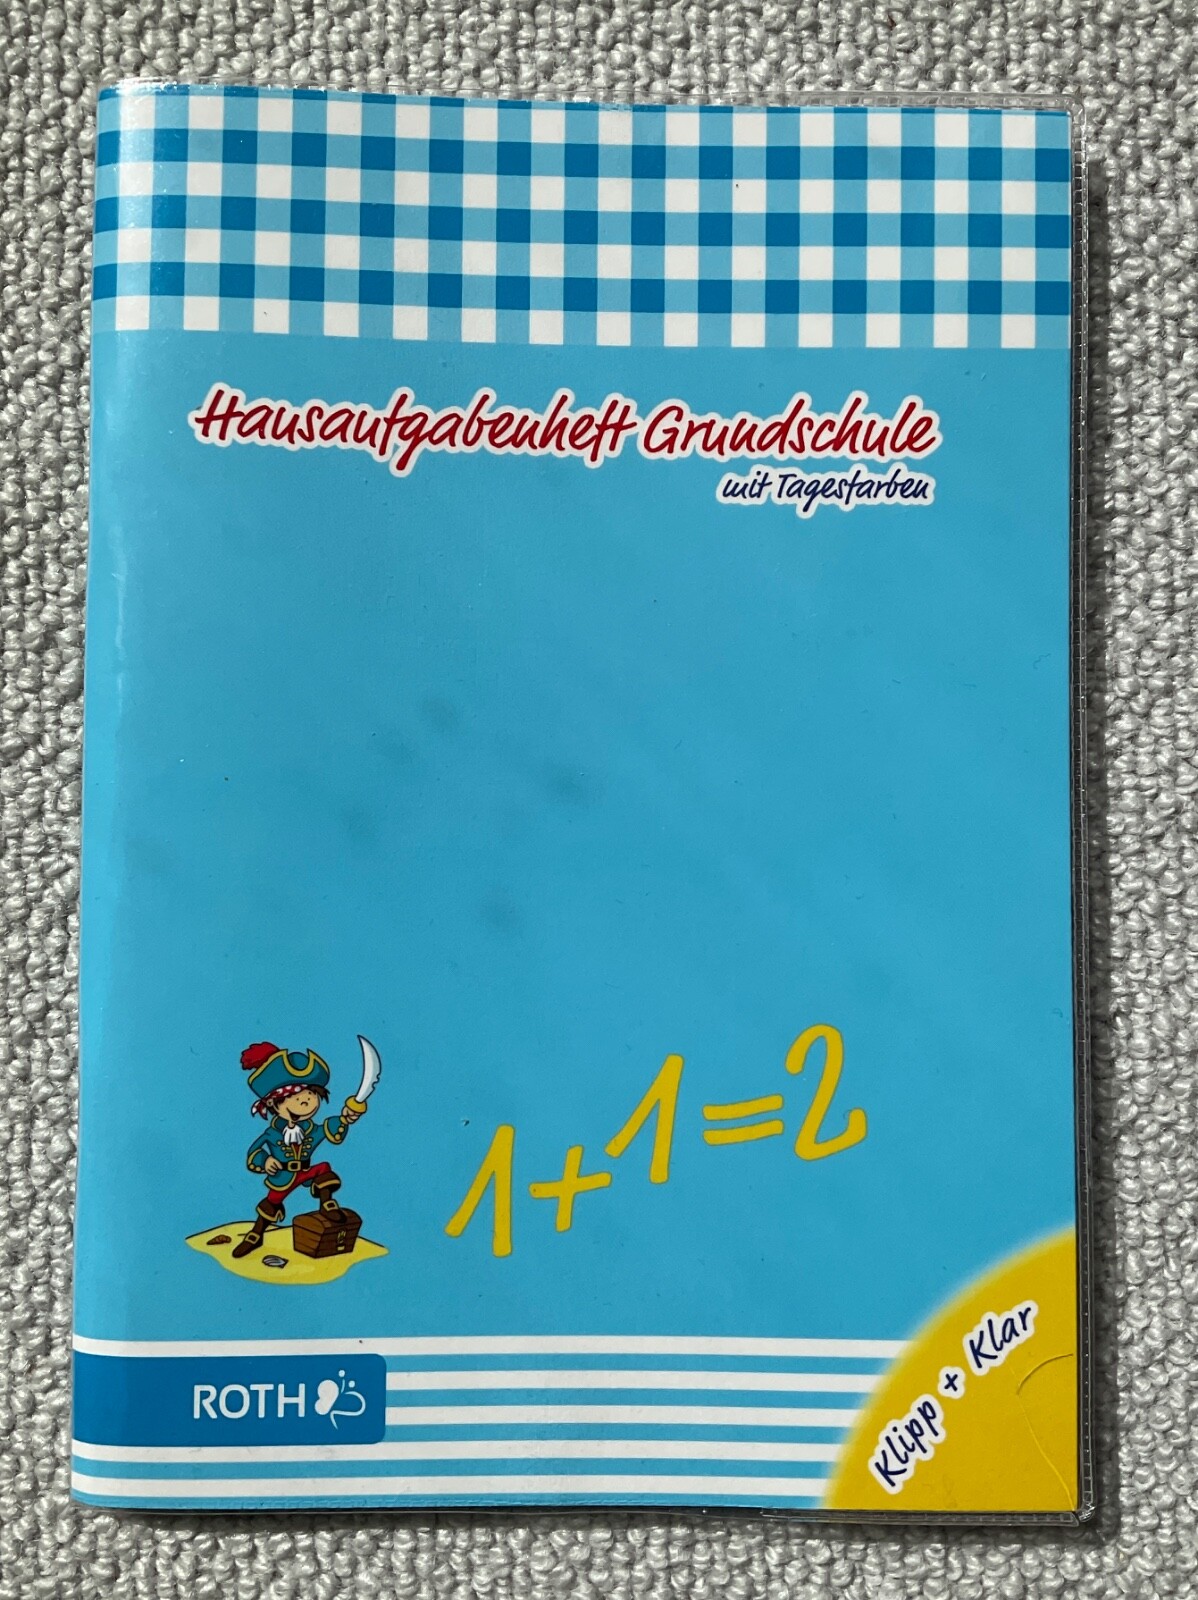 Hausaufgabenheft Grundschule
mit Tagesfarben
1+1=2
Klipp + Klar
ROTH